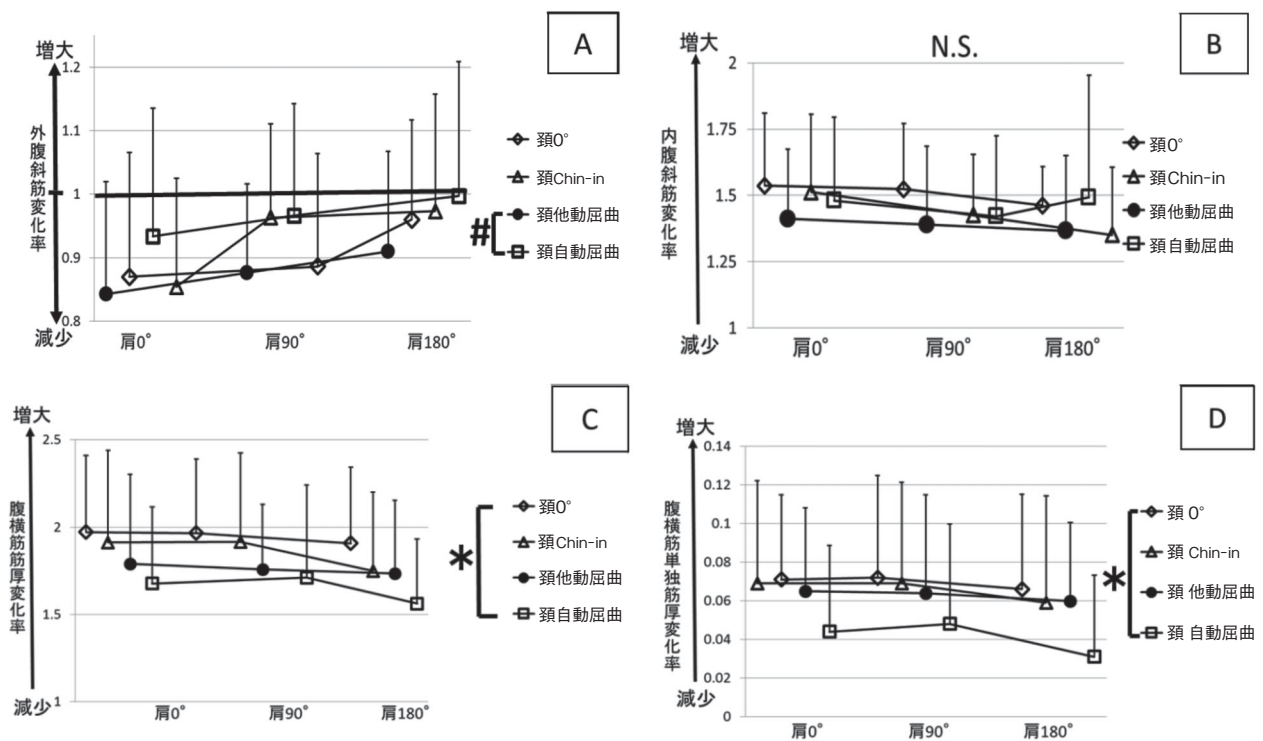 A
増大
1.2
1.1
1
0.9
0.8
減少
外腹斜筋変化率
肩0°
肩90°
肩180°
頚0°
頚Chin-in
頚他動屈曲
頚自動屈曲
#
B
N.S.
増大
2
1.75
1.5
1.25
1
減少
内腹斜筋変化率
肩0°
肩90°
肩180°
頚0°
頚Chin-in
頚他動屈曲
頚自動屈曲
C
増大
2.5
2
1.5
1
減少
腹横筋筋厚変化率
肩0°
肩90°
肩180°
*
頚0°
頚Chin-in
頚他動屈曲
頚自動屈曲
D
増大
0.14
0.12
0.1
0.08
0.06
0.04
0.02
0
減少
腹横筋単独筋厚変化率
肩0°
肩90°
肩180°
*
頚 0°
頚 Chin-in
頚 他動屈曲
頚 自動屈曲